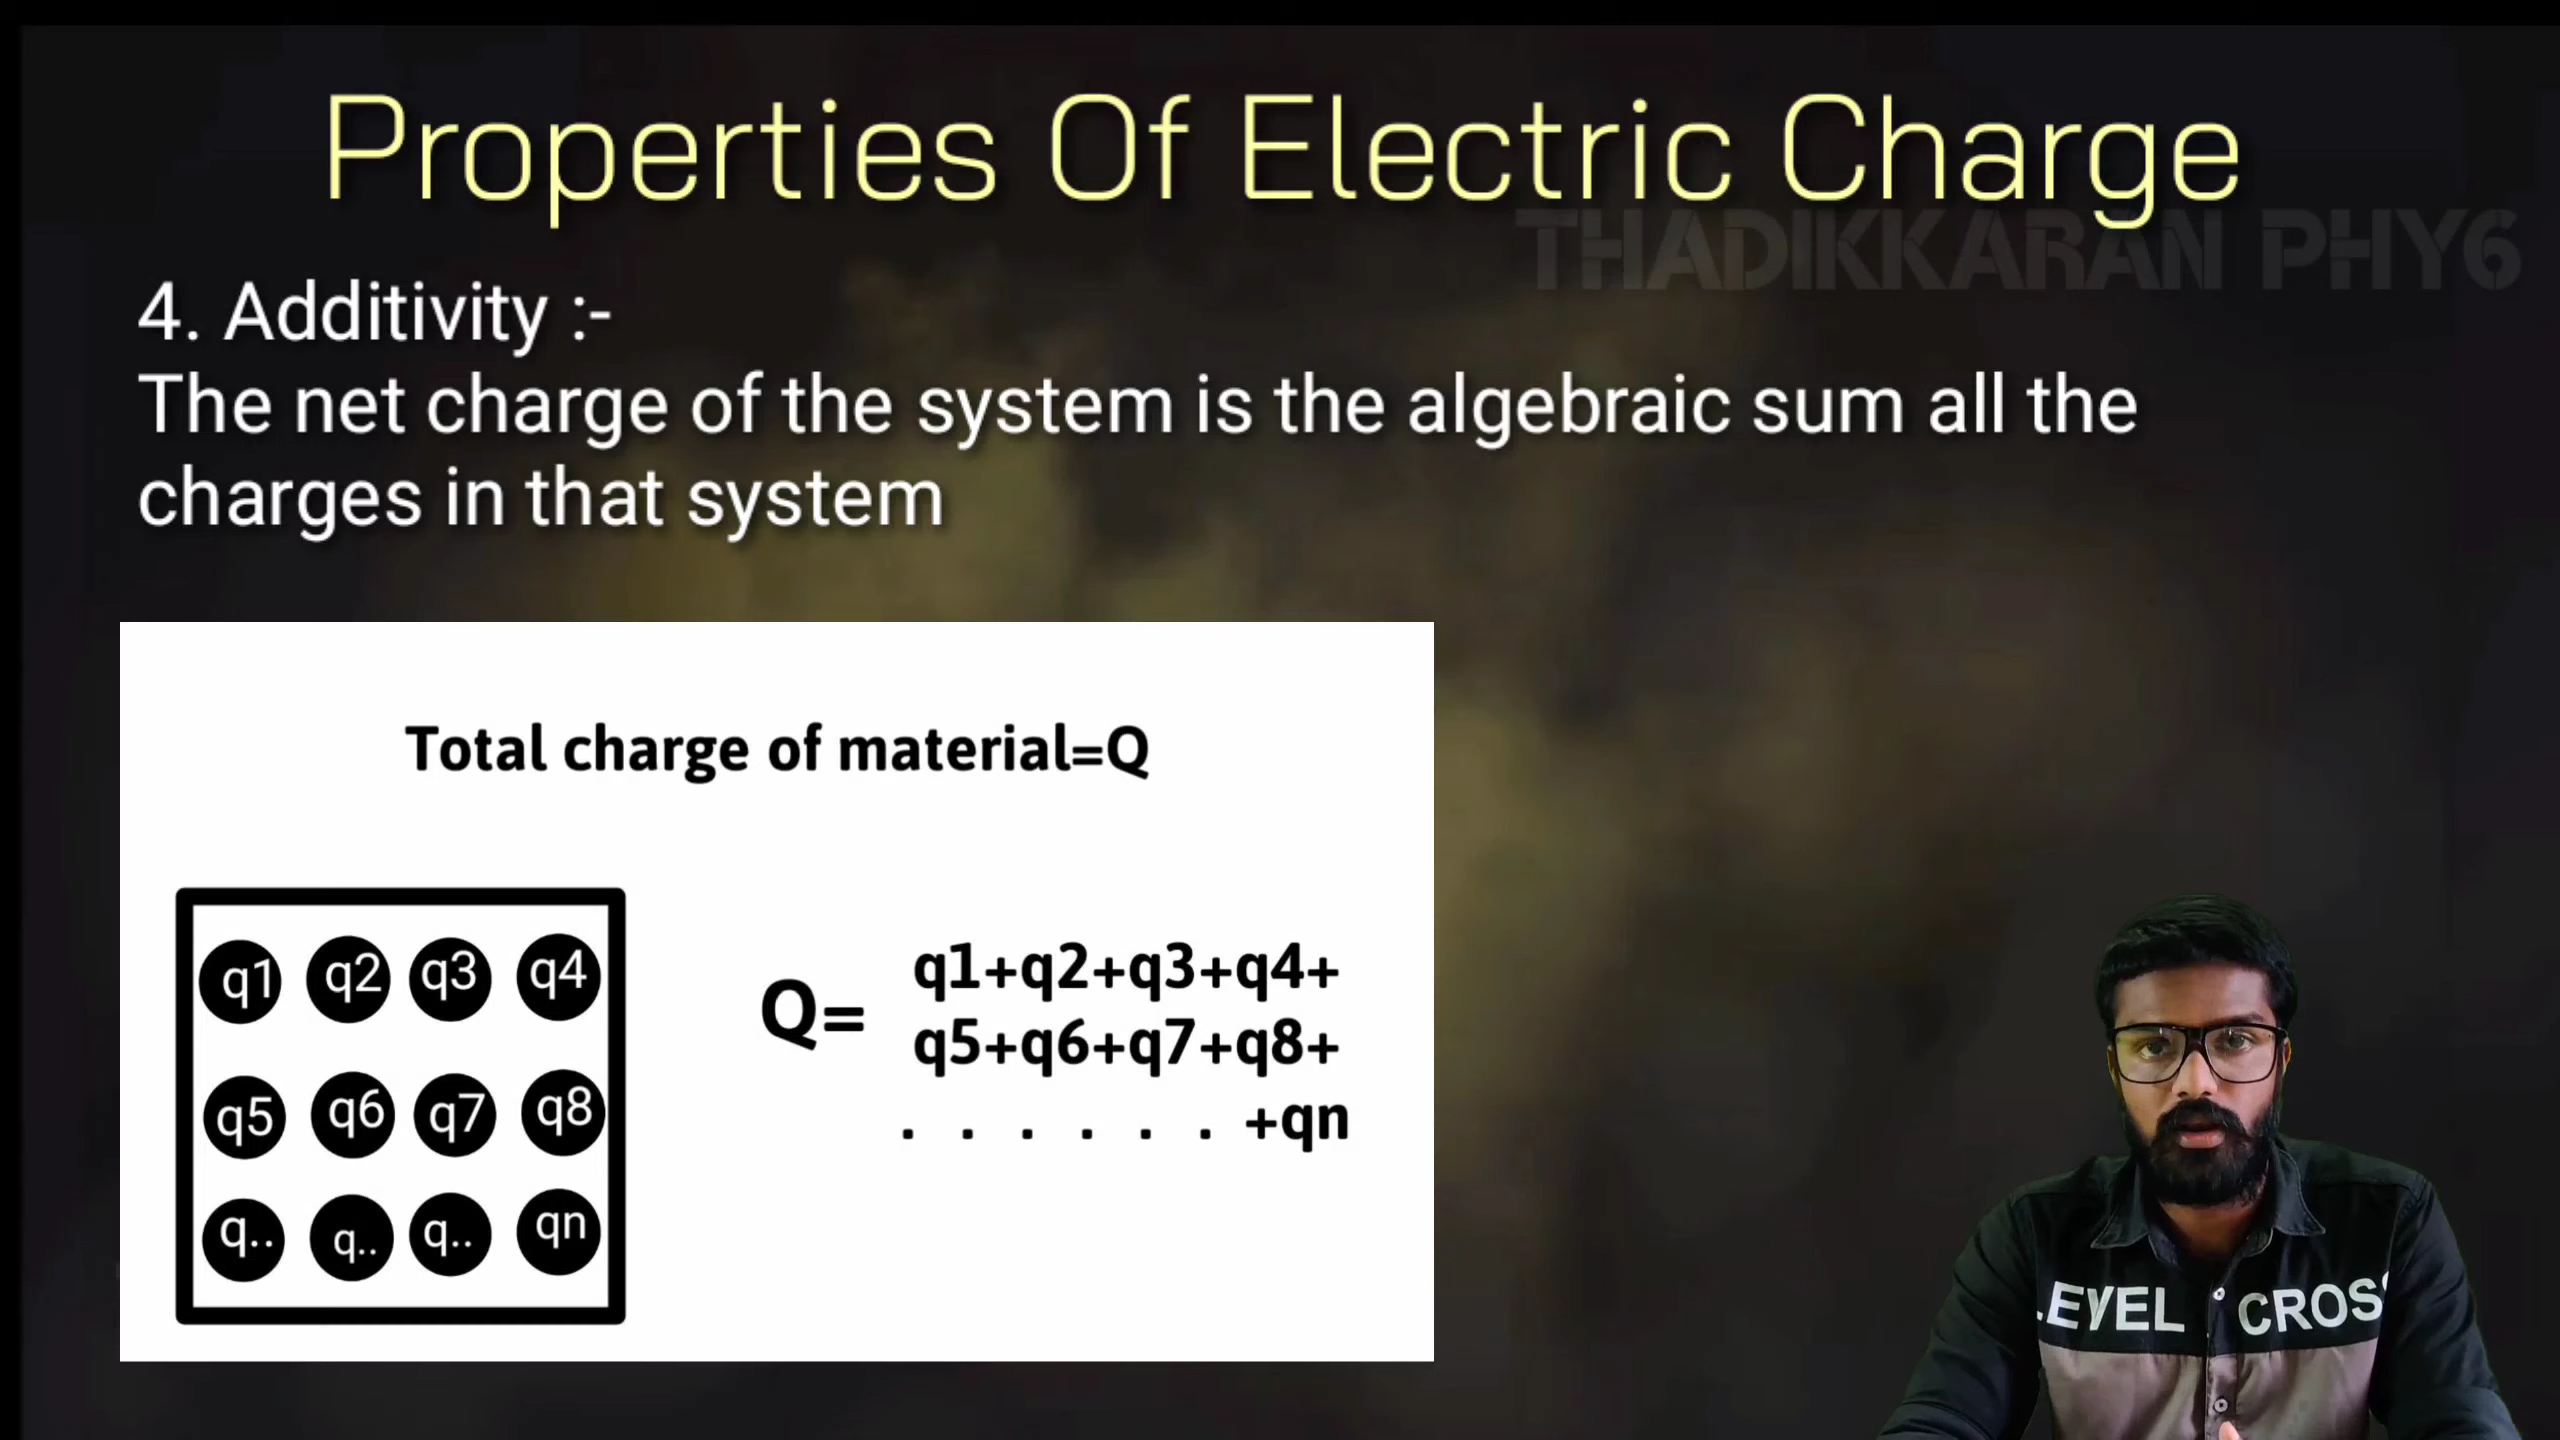 Properties Of Electric Charge
THADIKKARAN PHY6
4. Additivity :-
The net charge of the system is the algebraic sum all the
charges in that system
Total charge of material=Q
q1 q2 q3 q4
q5 q6 q7 q8
q.. q.. q.. qn
Q=
q1+q2+q3+q4+
q5+q6+q7+q8+
. . . . . . +qn
LEVEL CROSS